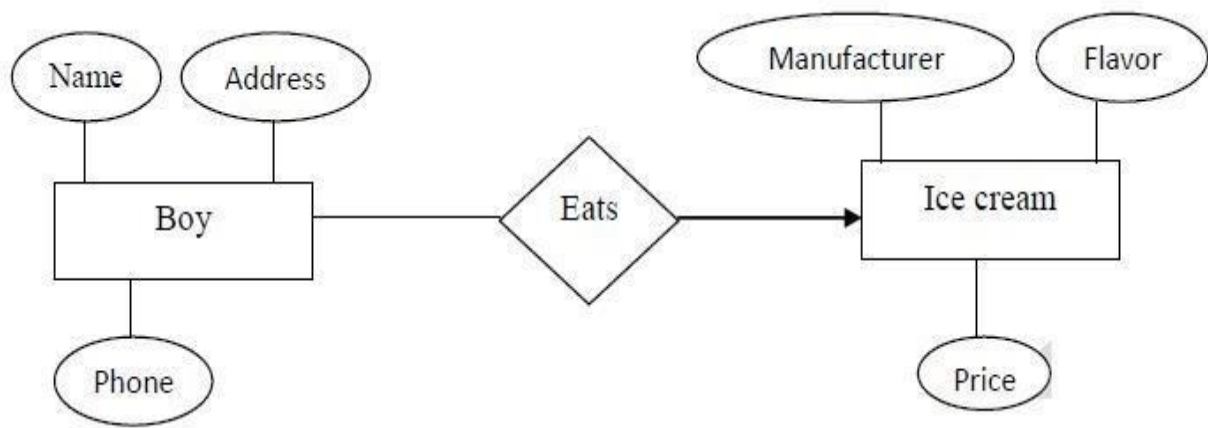 Name
Address
Manufacturer
Flavor
Boy
Eats
Ice cream
Phone
Price